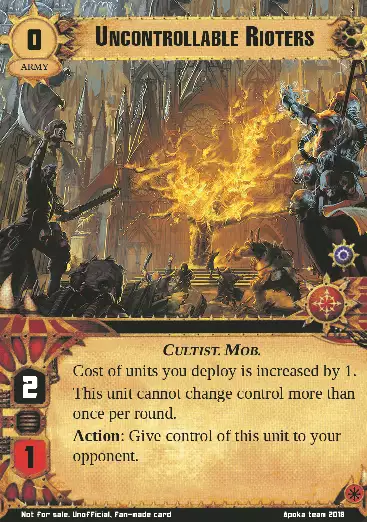 0
ARMY
UNCONTROLLABLE RIOTERS
CULTIST. MOB.
Cost of units you deploy is increased by 1.
This unit cannot change control more than
once per round.
Action: Give control of this unit to your
opponent.
2
1
Not for sale. Unofficial, Fan-made card
Apoka team 2018